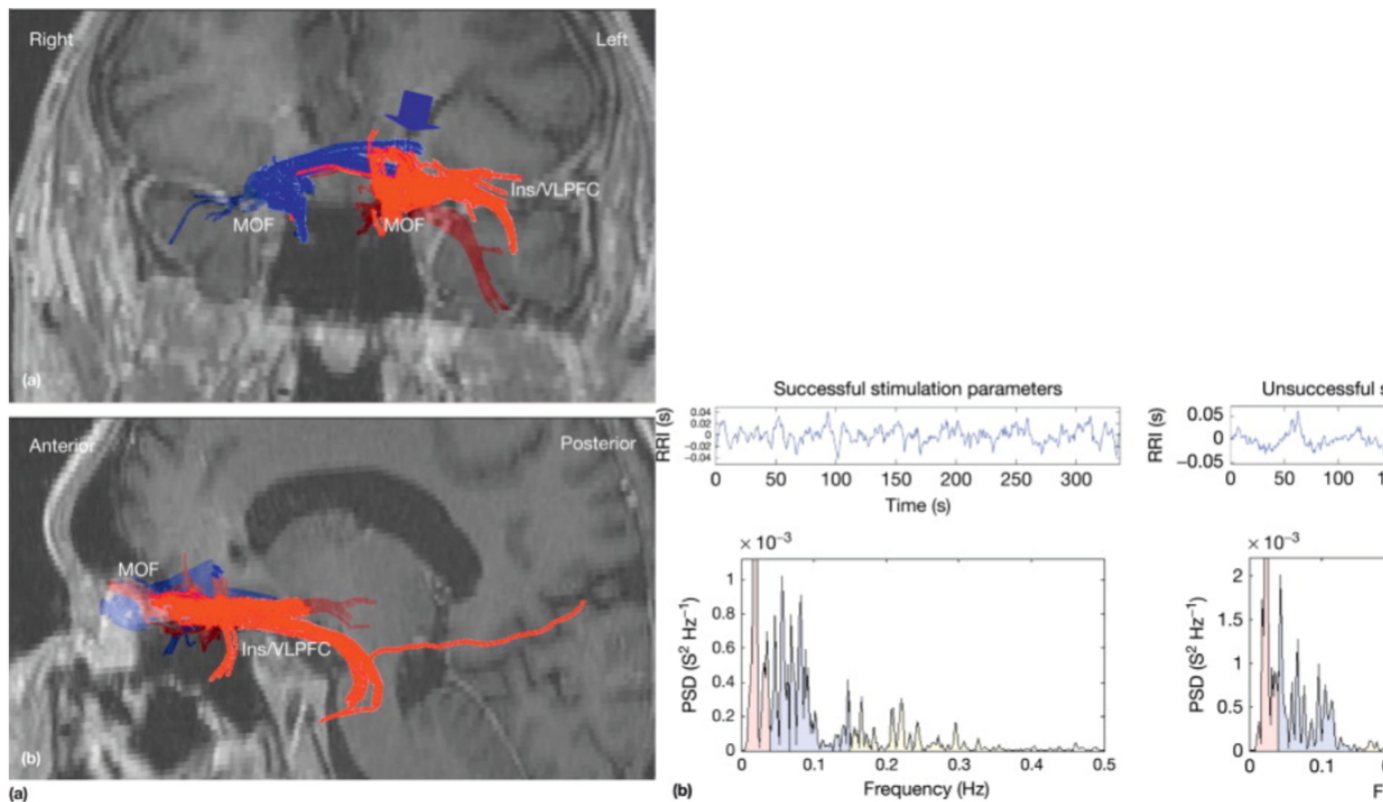 Right
Left
Ins/VLPFC
MOF
MOF
(a)
Anterior
Posterior
MOF
Ins/VLPFC
(b)
(a)
Successful stimulation parameters
RRI (s)
0.04
0.02
0
−0.02
−0.04
0 50 100 150 200 250 300
Time (s)
× 10−3
PSD (S2 Hz−1)
1
0.8
0.6
0.4
0.2
0
0 0.1 0.2 0.3 0.4 0.5
Frequency (Hz)
(b)
Unsuccessful s
RRI (s)
0.05
0
−0.05
0 50 100 1
× 10−3
PSD (S2 Hz−1)
2
1.5
1
0.5
0
0 0.1
F